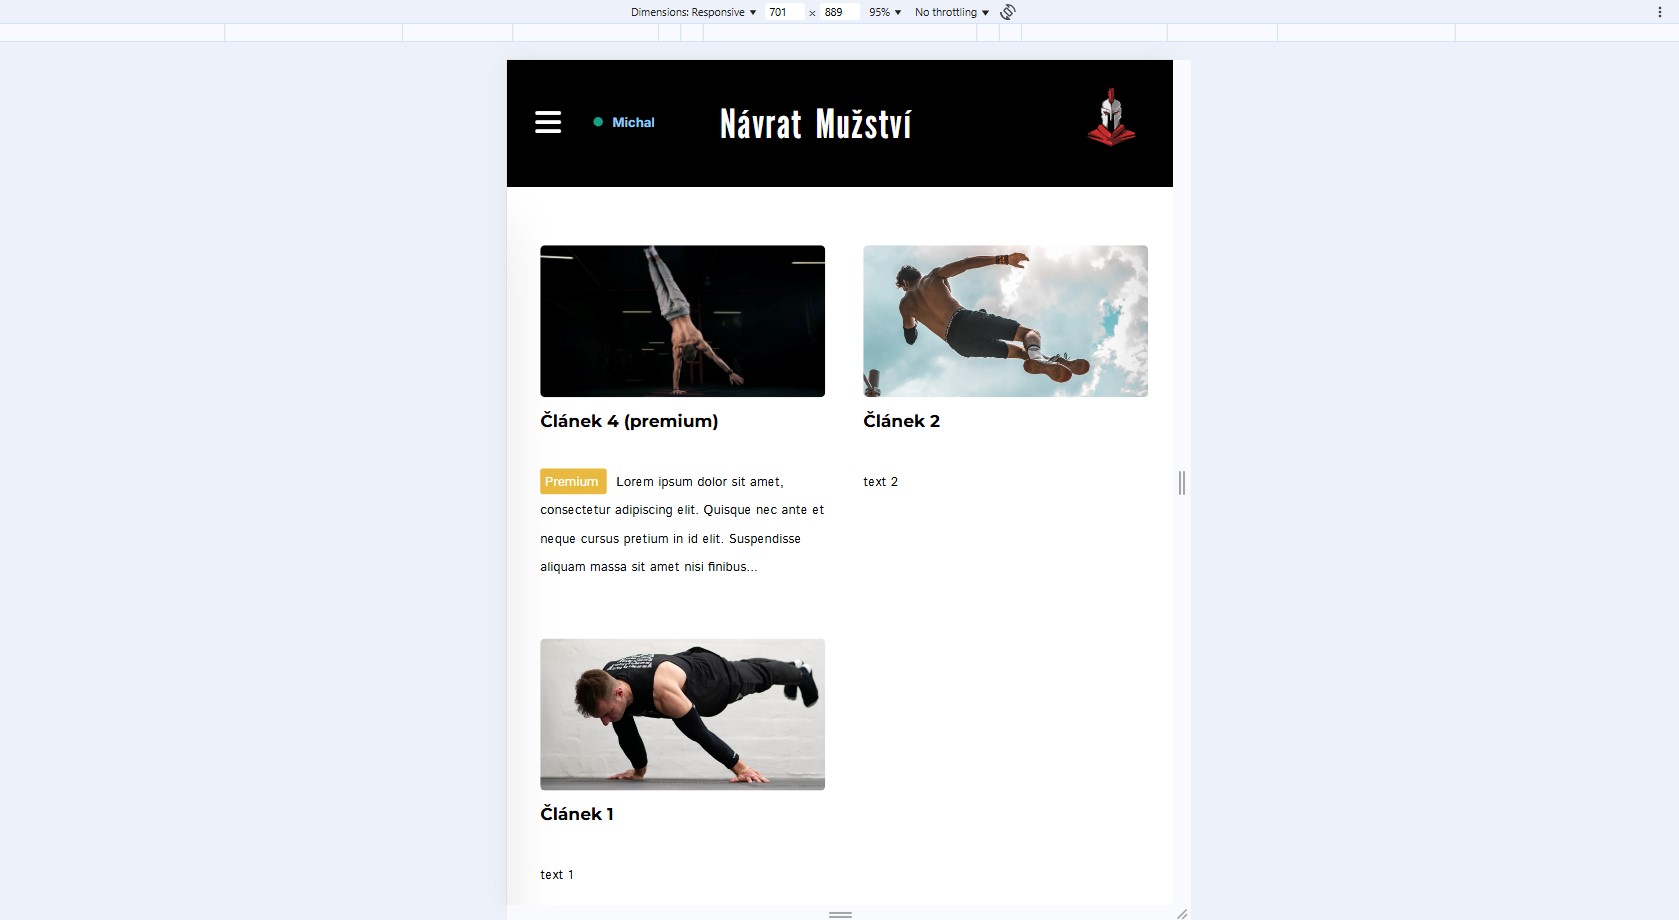 Dimensions: Responsive 701 x 889 95% No throttling
Michal
Návrat Mužství
Článek 4 (premium)
Premium Lorem ipsum dolor sit amet,
consectetur adipiscing elit. Quisque nec ante et
neque cursus pretium in id elit. Suspendisse
aliquam massa sit amet nisi finibus...
Článek 2
text 2
Článek 1
text 1